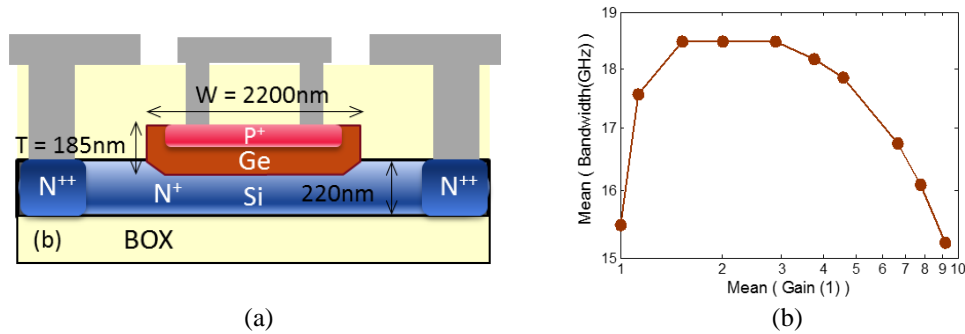 W = 2200nm
T = 185nm
P+
Ge
N++
N+
Si
220nm
N++
(b)
BOX
(a)
Mean ( Bandwidth(GHz) )
19
18
17
16
15
1 2 3 4 5 6 7 8 9 10
Mean ( Gain (1) )
(b)